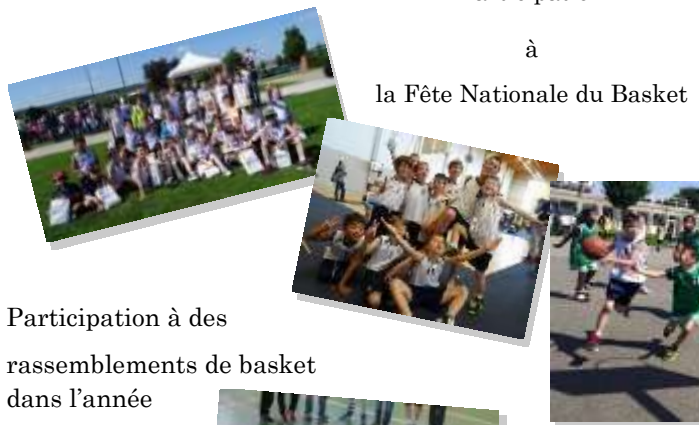 à
la Fête Nationale du Basket
Participation à des
rassemblements de basket
dans l’année